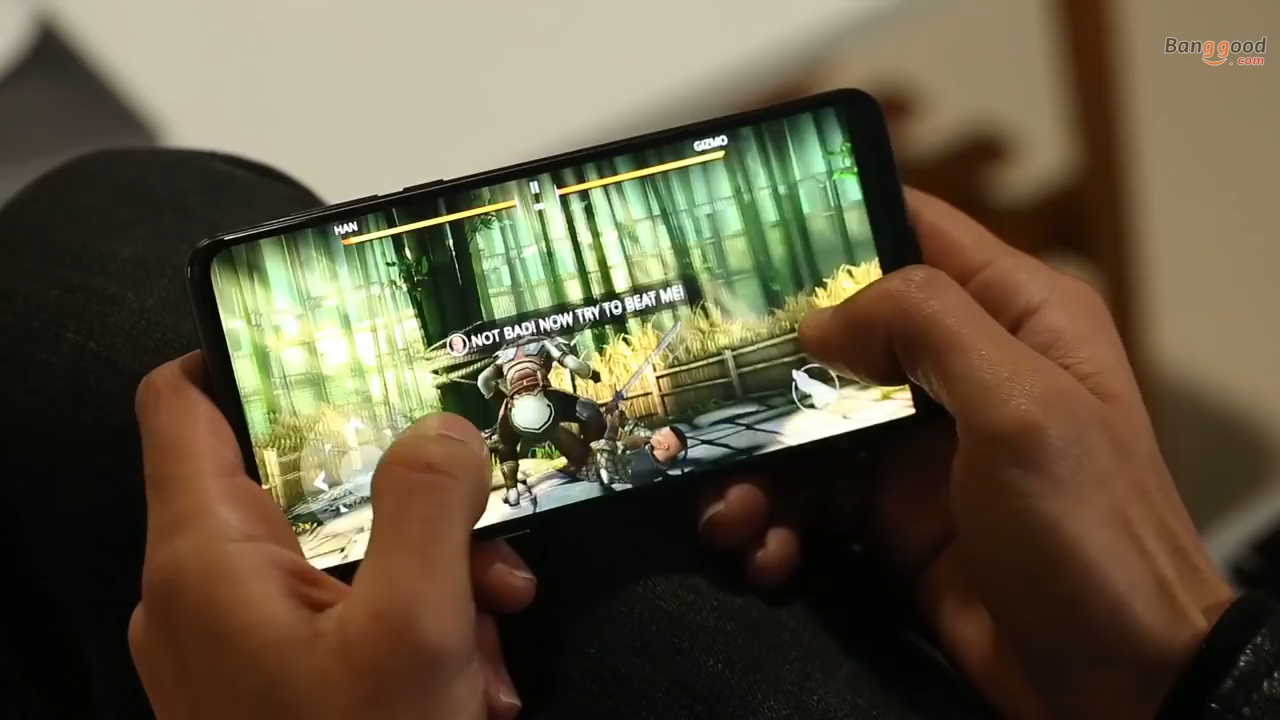 Banggood
.com
GIZMO
HAN
NOT BAD! NOW TRY TO BEAT ME!